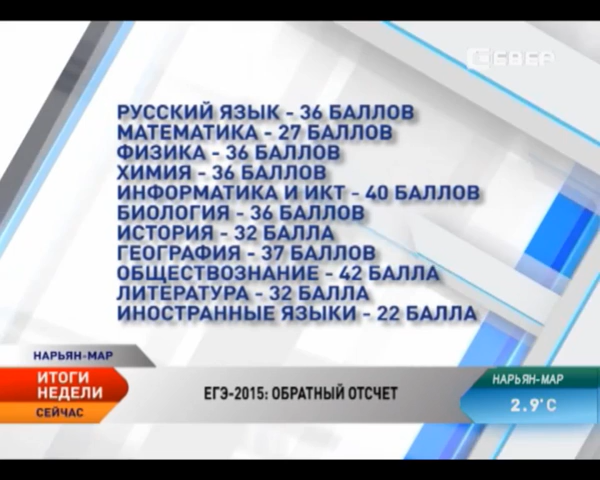 СЕВЕР
РУССКИЙ ЯЗЫК - 36 БАЛЛОВ
МАТЕМАТИКА - 27 БАЛЛОВ
ФИЗИКА - 36 БАЛЛОВ
ХИМИЯ - 36 БАЛЛОВ
ИНФОРМАТИКА И ИКТ - 40 БАЛЛОВ
БИОЛОГИЯ - 36 БАЛЛОВ
ИСТОРИЯ - 32 БАЛЛА
ГЕОГРАФИЯ - 37 БАЛЛОВ
ОБЩЕСТВОЗНАНИЕ - 42 БАЛЛА
ЛИТЕРАТУРА - 32 БАЛЛА
ИНОСТРАННЫЕ ЯЗЫКИ - 22 БАЛЛА
НАРЬЯН-МАР
ИТОГИ
НЕДЕЛИ
СЕЙЧАС
ЕГЭ-2015: ОБРАТНЫЙ ОТСЧЕТ
НАРЬЯН-МАР
2.9°C